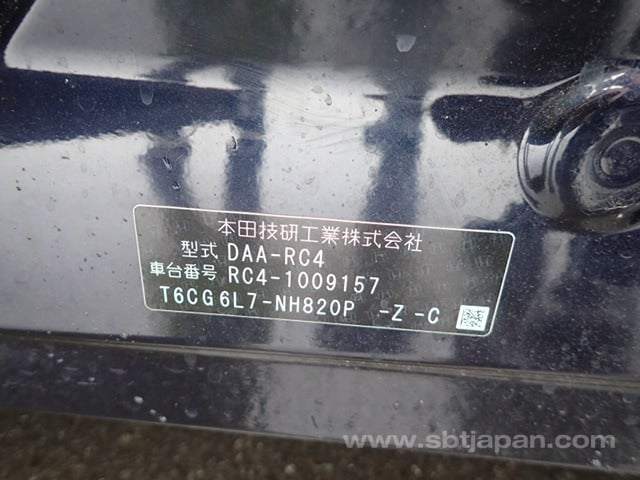 本田技研工業株式会社
型式 DAA-RC4
車台番号 RC4-1009157
T6CG6L7-NH820P -Z -C
www.sbtjapan.com